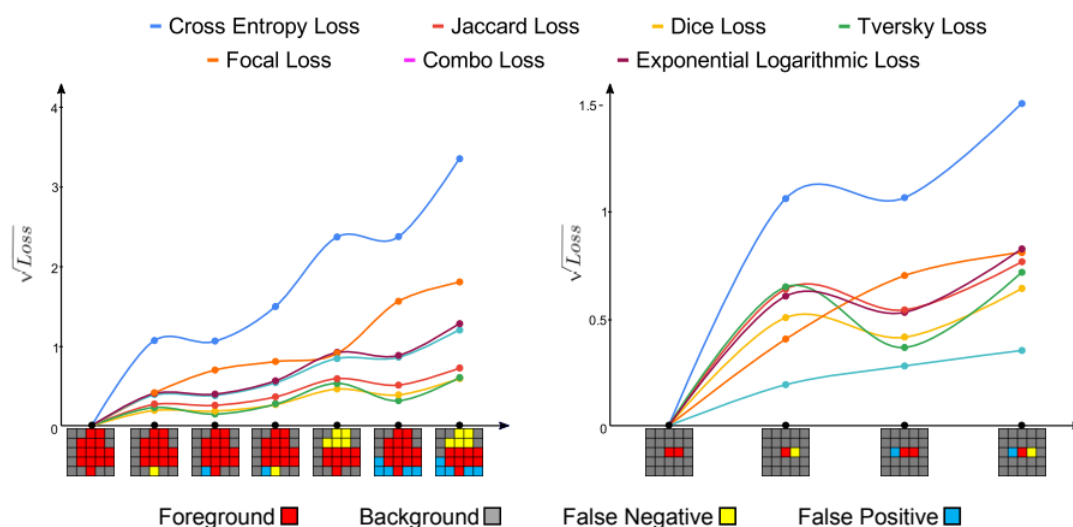 Cross Entropy Loss Jaccard Loss Dice Loss Tversky Loss
Focal Loss Combo Loss Exponential Logarithmic Loss
4
3
2
1
0
√Loss
1.5
1
0.5
0
√Loss
Foreground Background False Negative False Positive